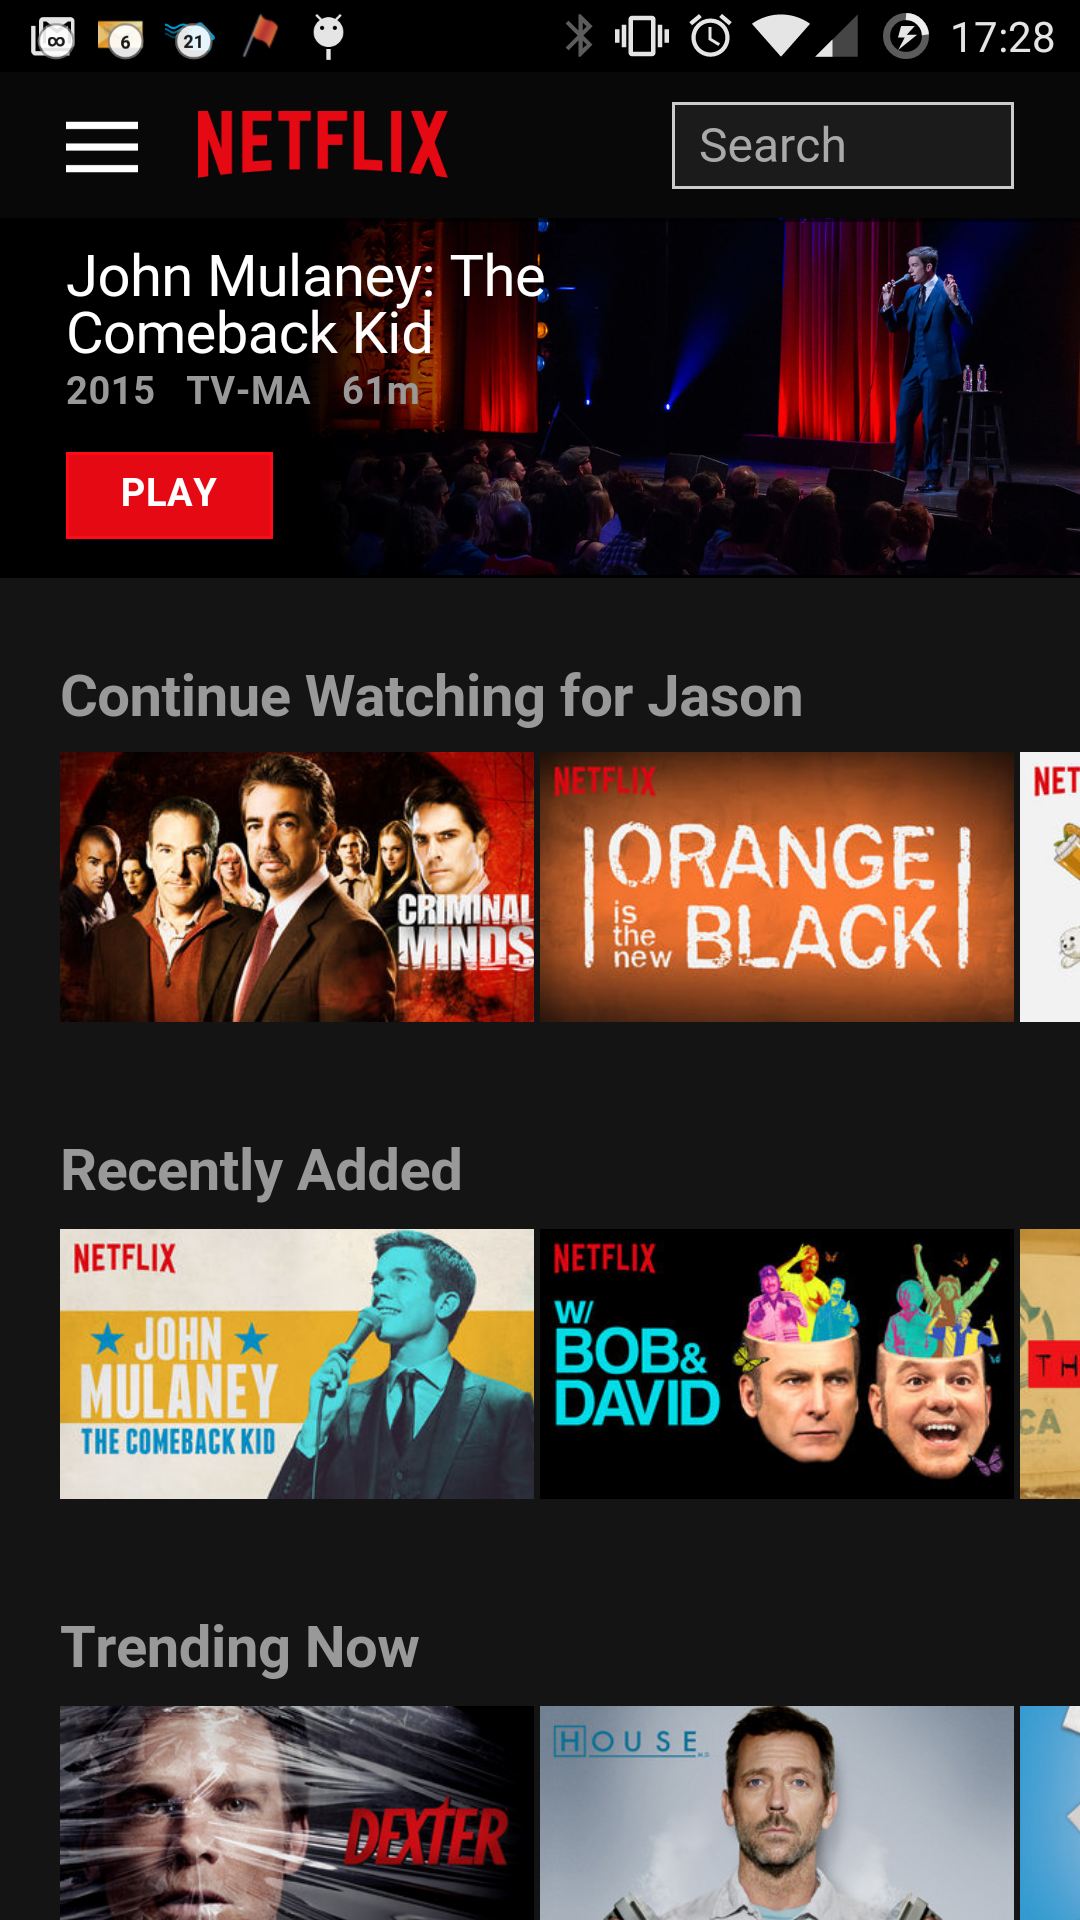 ∞ 6 21 17:28
NETFLIX
Search
John Mulaney: The
Comeback Kid
2015 TV-MA 61m
PLAY
Continue Watching for Jason
CRIMINAL
MINDS
NETFLIX
ORANGE
is
the
new
BLACK
NET
Recently Added
NETFLIX
JOHN
MULANEY
THE COMEBACK KID
NETFLIX
W/
BOB&
DAVID
TH
CA
Trending Now
DEXTER
HOUSE M.D.